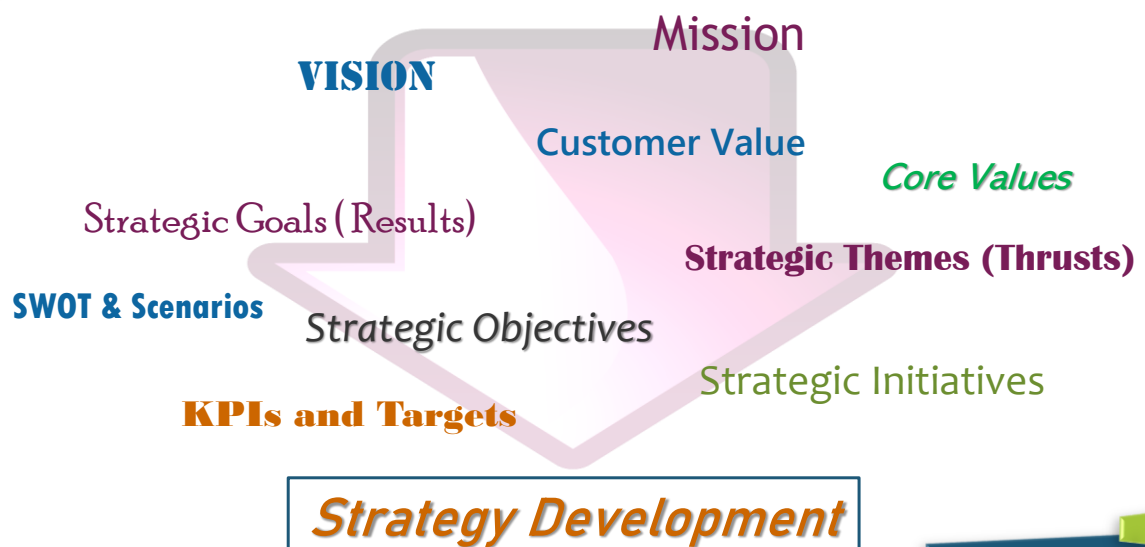 Mission
VISION
Customer Value
Core Values
Strategic Goals (Results)
Strategic Themes (Thrusts)
SWOT & Scenarios
Strategic Objectives
Strategic Initiatives
KPIs and Targets
Strategy Development